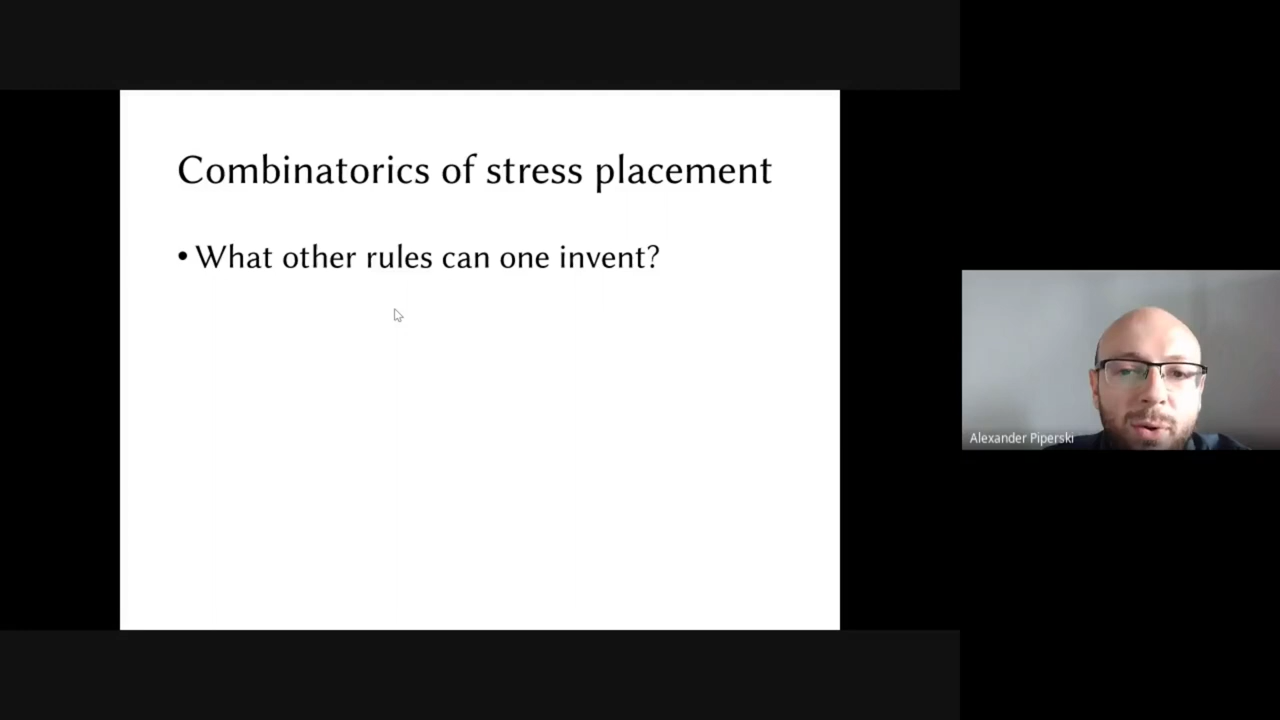 Combinatorics of stress placement
• What other rules can one invent?
Alexander Piperski